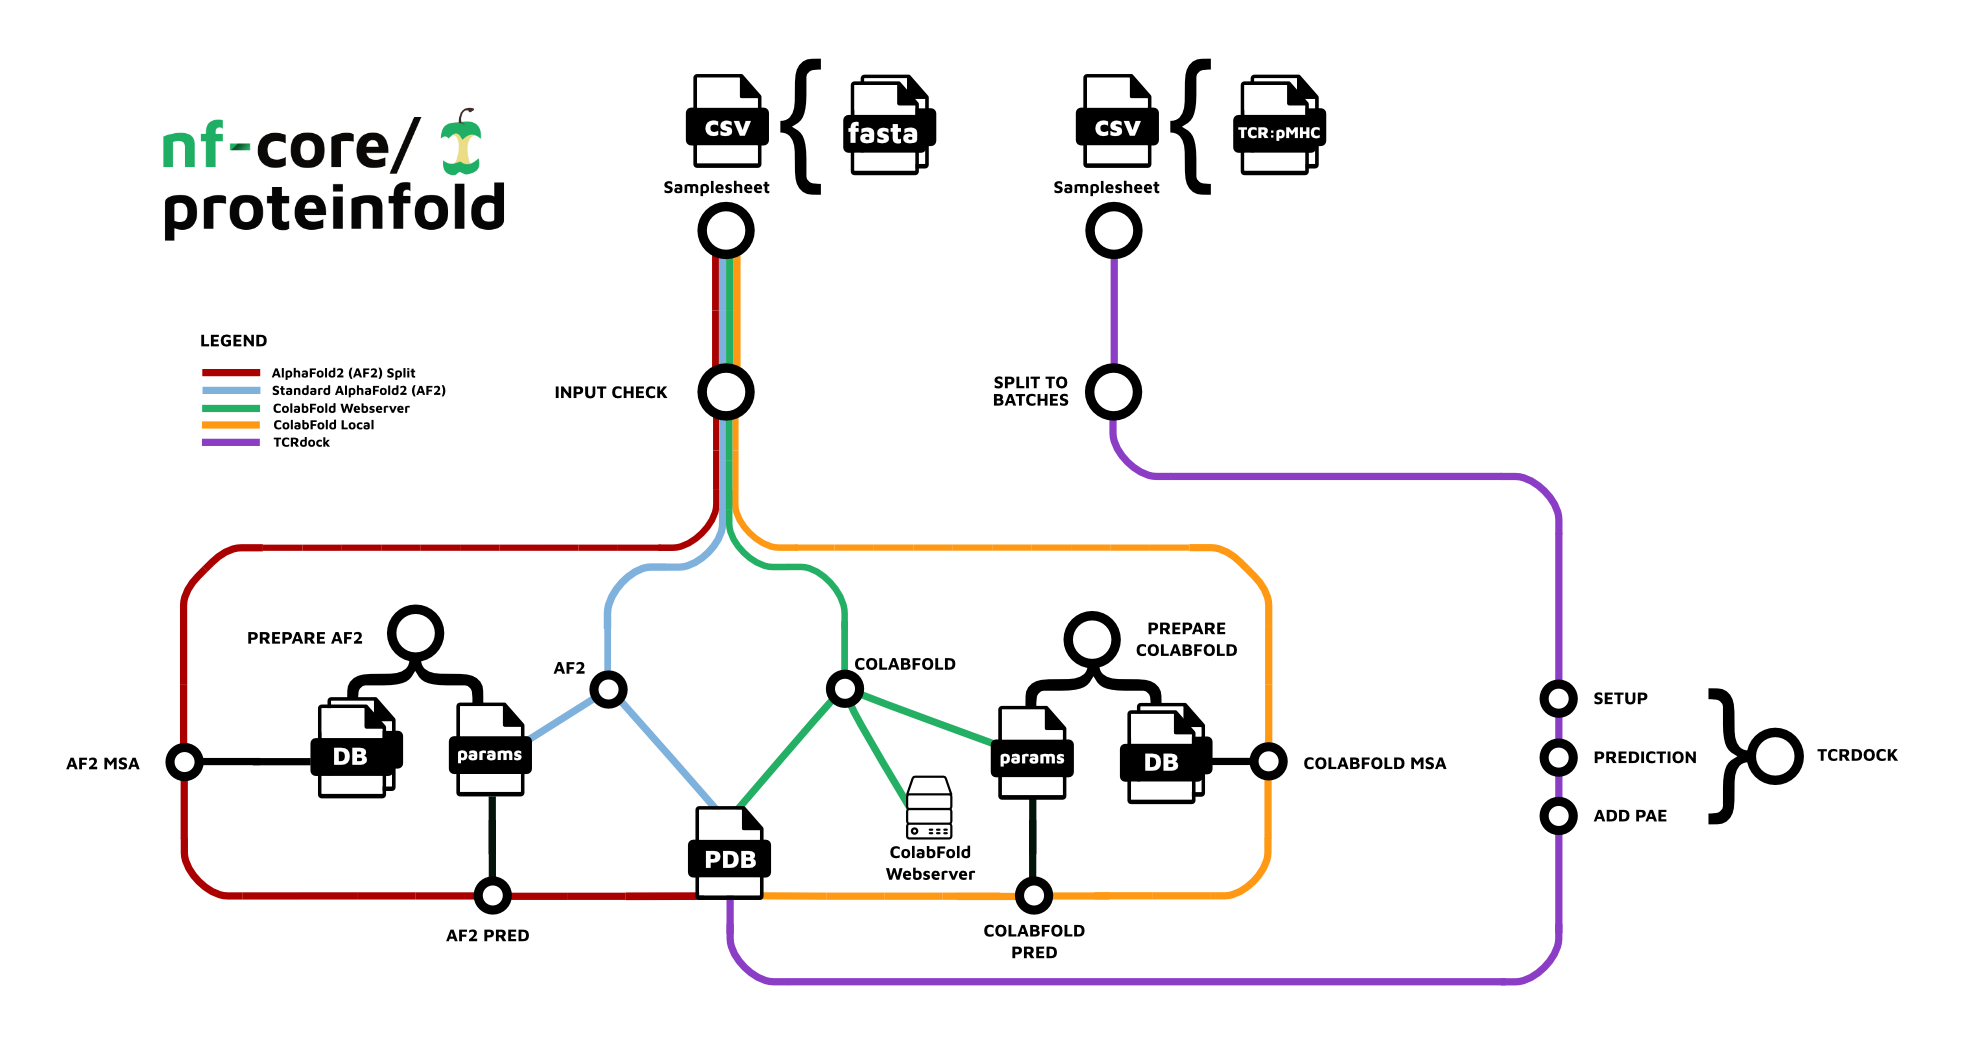 nf-core/
proteinfold
csv
fasta
Samplesheet
csv
TCR:pMHC
Samplesheet
LEGEND
AlphaFold2 (AF2) Split
Standard AlphaFold2 (AF2)
ColabFold Webserver
ColabFold Local
TCRdock
INPUT CHECK
SPLIT TO
BATCHES
PREPARE AF2
AF2
COLABFOLD
PREPARE
COLABFOLD
AF2 MSA
DB
params
PDB
ColabFold
Webserver
params
DB
COLABFOLD MSA
SETUP
PREDICTION
ADD PAE
TCRDOCK
AF2 PRED
COLABFOLD
PRED